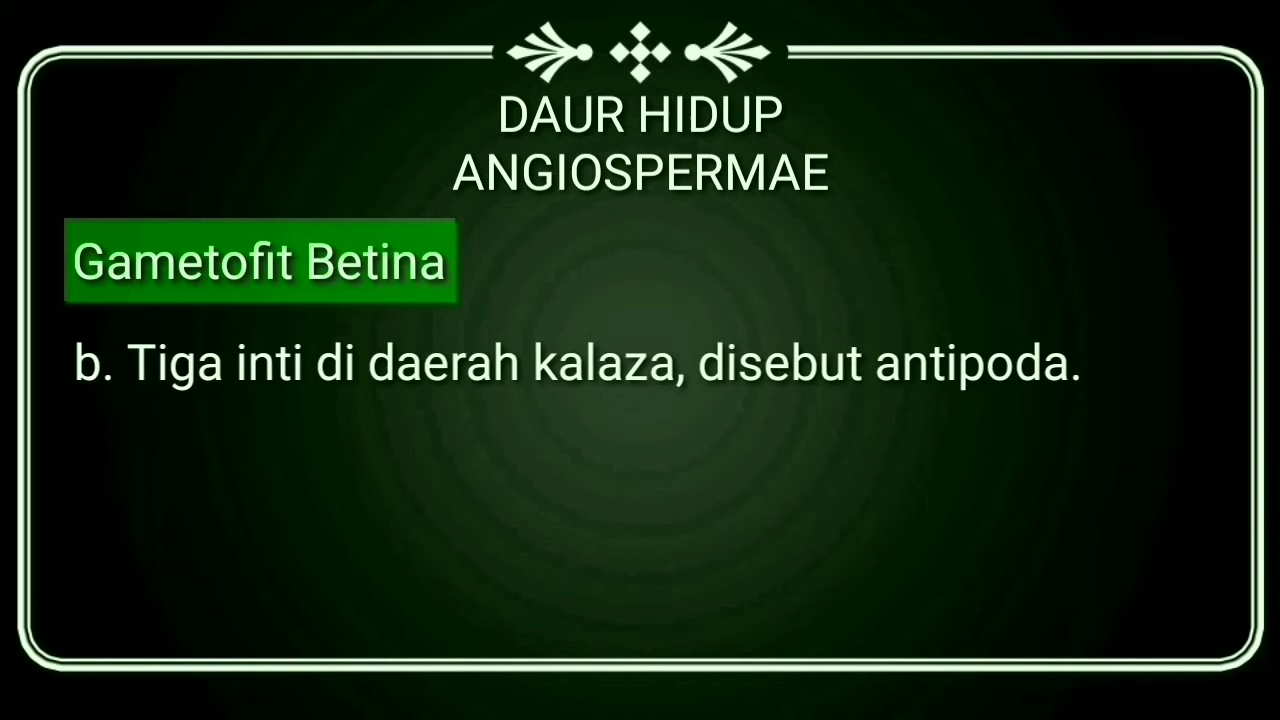 DAUR HIDUP
ANGIOSPERMAE
Gametofit Betina
b. Tiga inti di daerah kalaza, disebut antipoda.